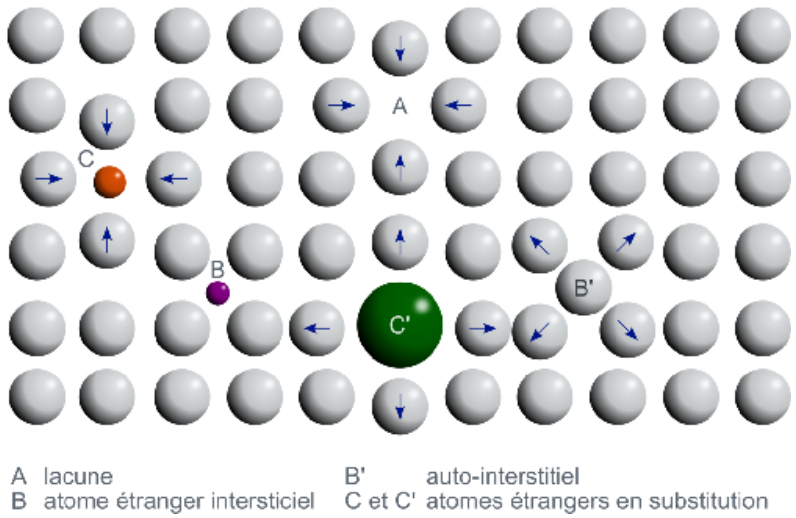 A
C
B
B'
C'
A lacune
B' auto-interstitiel
B atome étranger intersticiel
C et C' atomes étrangers en substitution